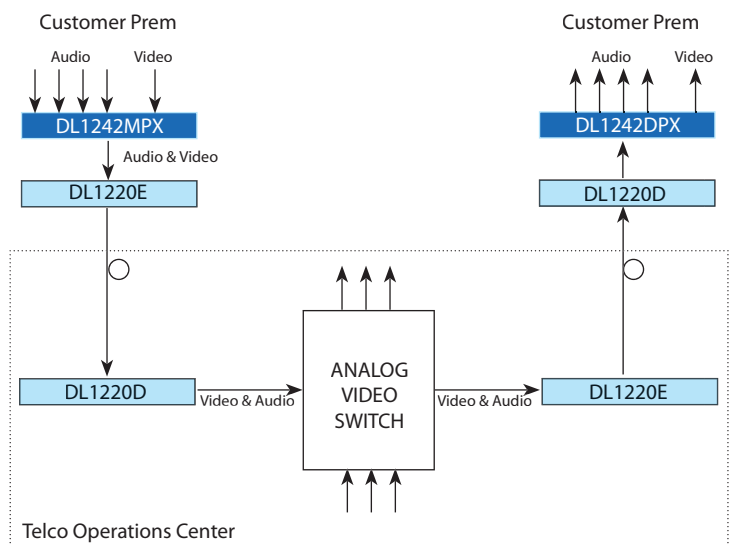 Customer Prem
Customer Prem
Audio
Video
Audio
Video
DL1242MPX
DL1242DPX
Audio & Video
DL1220E
DL1220D
DL1220D
Video & Audio
ANALOG
VIDEO
SWITCH
Video & Audio
DL1220E
Telco Operations Center